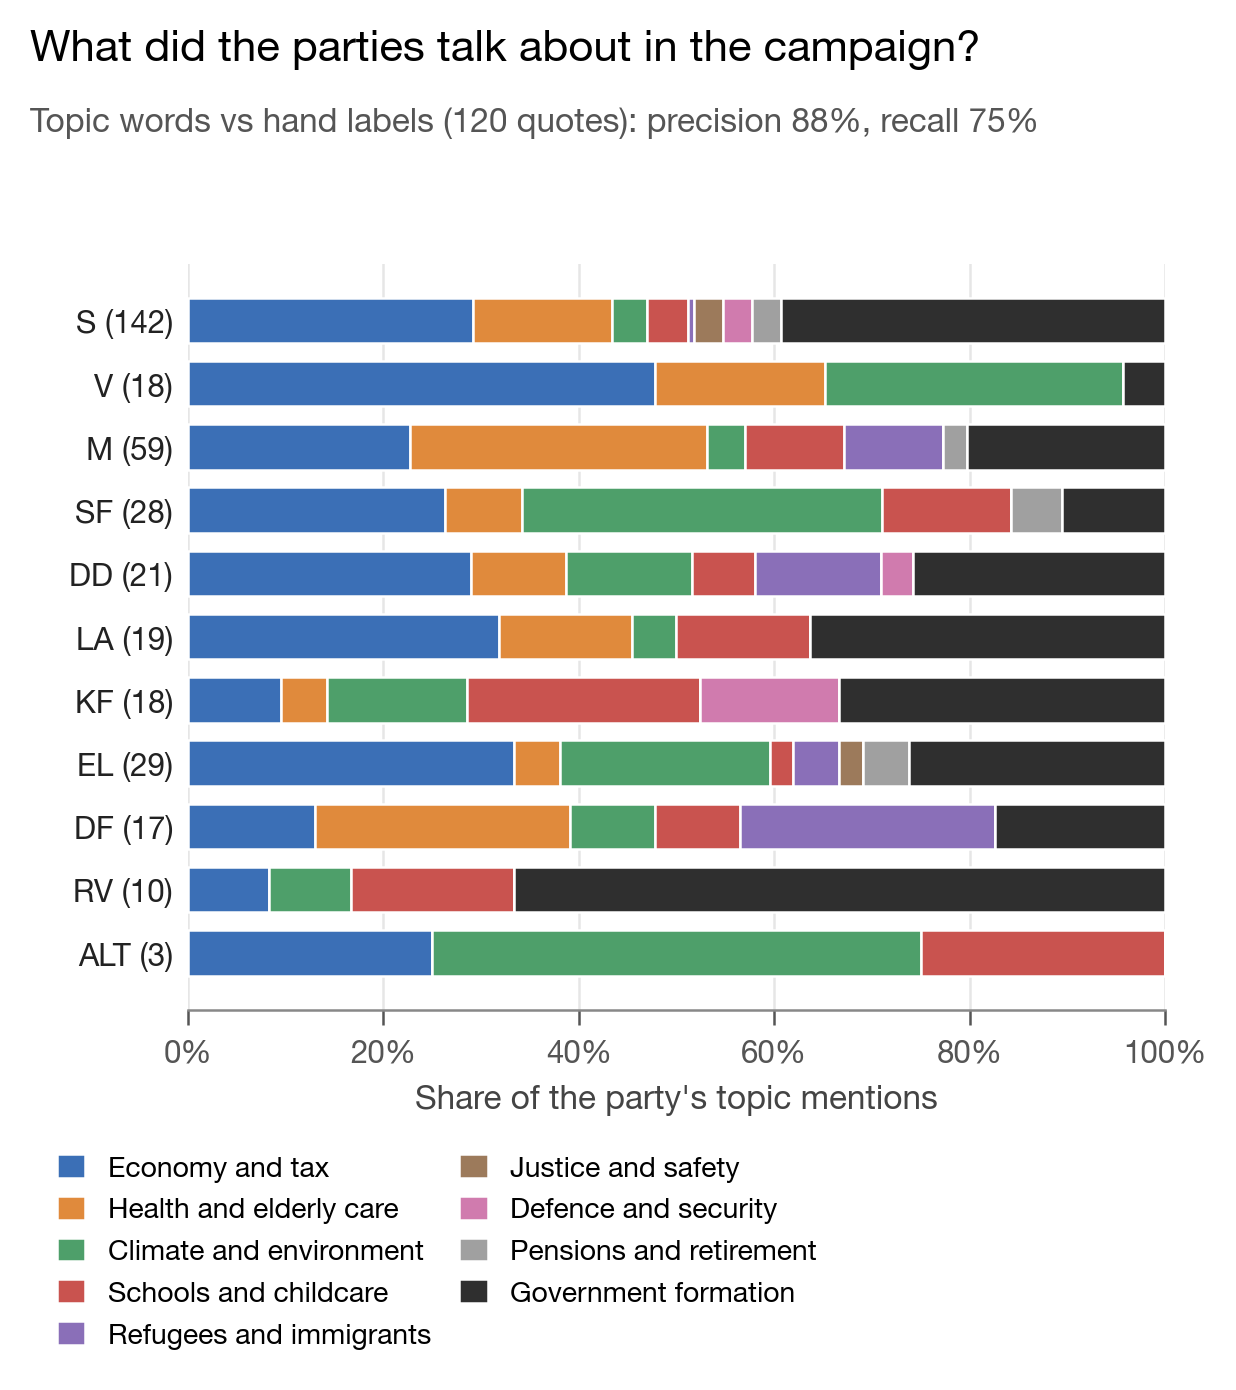 What did the parties talk about in the campaign?
Topic words vs hand labels (120 quotes): precision 88%, recall 75%
S (142)
V (18)
M (59)
SF (28)
DD (21)
LA (19)
KF (18)
EL (29)
DF (17)
RV (10)
ALT (3)
0% 20% 40% 60% 80% 100%
Share of the party's topic mentions
Economy and tax
Health and elderly care
Climate and environment
Schools and childcare
Refugees and immigrants
Justice and safety
Defence and security
Pensions and retirement
Government formation